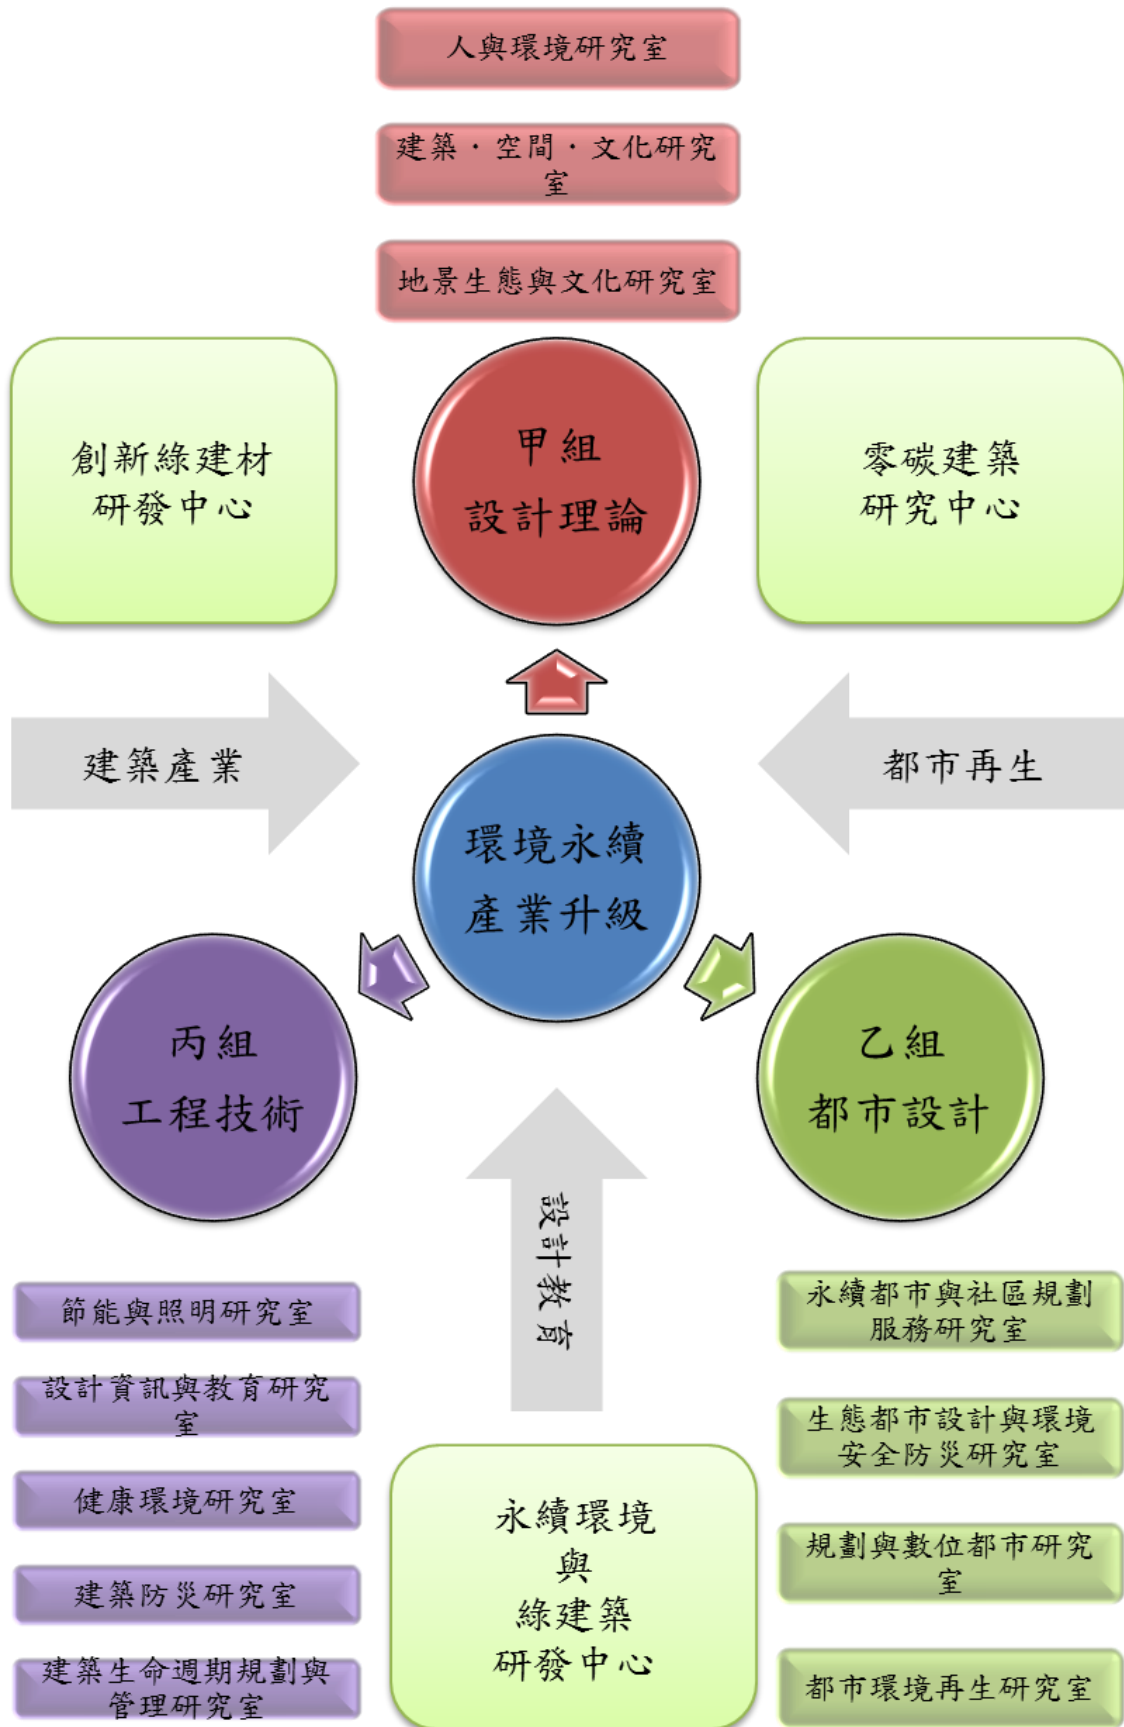 人與環境研究室
建築·空間·文化研究
室
地景生態與文化研究室
創新綠建材
研發中心
甲組
設計理論
零碳建築
研究中心
建築產業
都市再生
環境永續
產業升級
丙組
工程技術
乙組
都市設計
設計教育
節能與照明研究室
設計資訊與教育研究
室
健康環境研究室
建築防災研究室
建築生命週期規劃與
管理研究室
永續環境
與
綠建築
研發中心
永續都市與社區規劃
服務研究室
生態都市設計與環境
安全防災研究室
規劃與數位都市研究
室
都市環境再生研究室